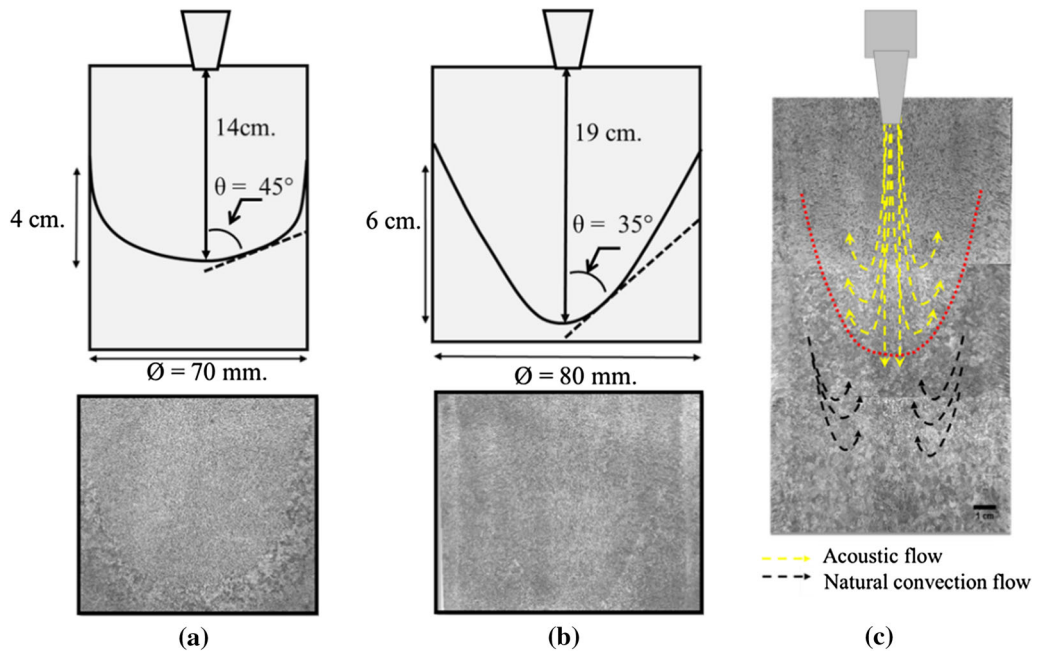 14cm.
θ = 45°
4 cm.
Ø = 70 mm.
19 cm.
θ = 35°
6 cm.
Ø = 80 mm.
1 cm
Acoustic flow
Natural convection flow
(a)
(b)
(c)